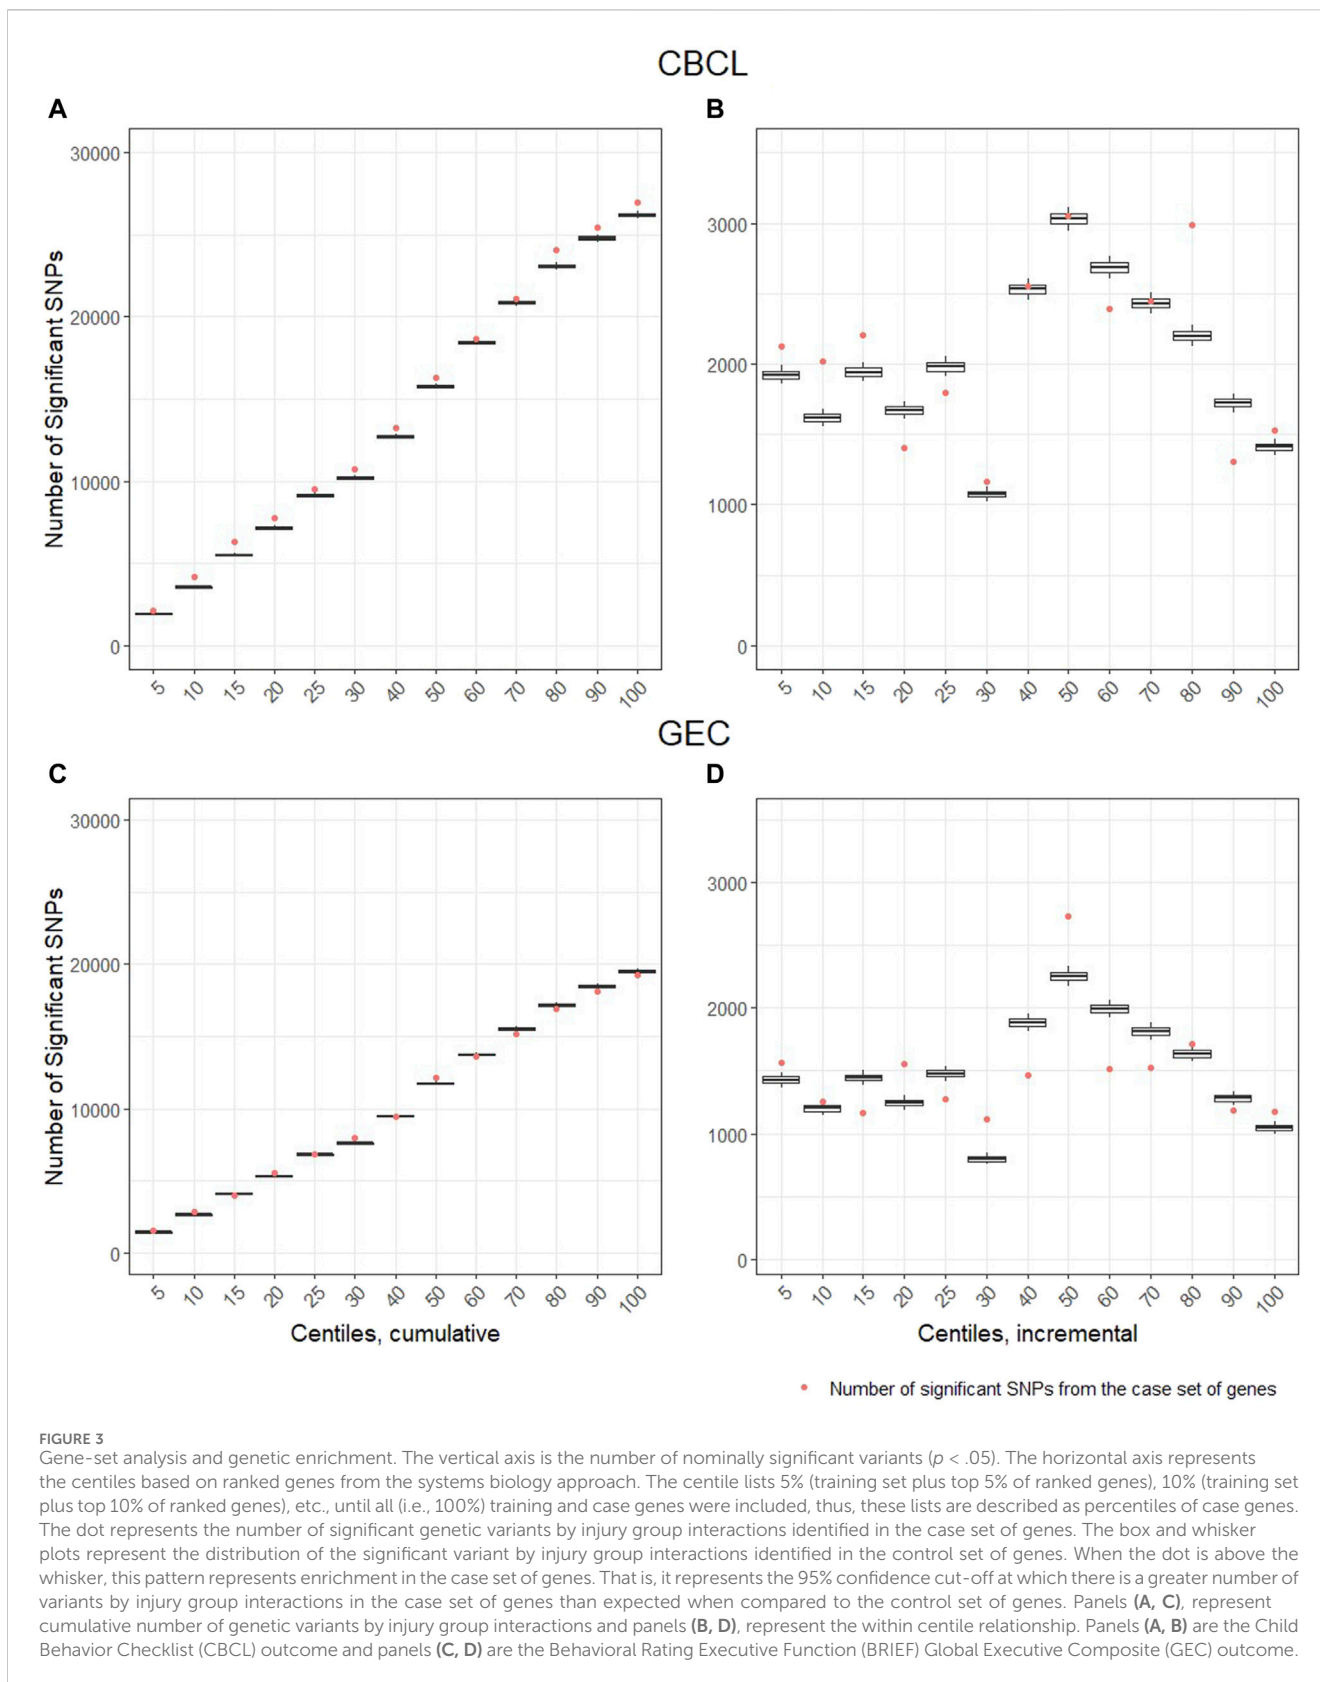 CBCL
A
Number of Significant SNPs
30000
20000
10000
0
5 10 15 20 25 30 40 50 60 70 80 90 100
B
3000
2000
1000
0
5 10 15 20 25 30 40 50 60 70 80 90 100
GEC
C
Number of Significant SNPs
30000
20000
10000
0
5 10 15 20 25 30 40 50 60 70 80 90 100
Centiles, cumulative
D
3000
2000
1000
0
5 10 15 20 25 30 40 50 60 70 80 90 100
Centiles, incremental
Number of significant SNPs from the case set of genes
FIGURE 3
Gene-set analysis and genetic enrichment. The vertical axis is the number of nominally significant variants (p < .05). The horizontal axis represents
the centiles based on ranked genes from the systems biology approach. The centile lists 5% (training set plus top 5% of ranked genes), 10% (training set
plus top 10% of ranked genes), etc., until all (i.e., 100%) training and case genes were included, thus, these lists are described as percentiles of case genes.
The dot represents the number of significant genetic variants by injury group interactions identified in the case set of genes. The box and whisker
plots represent the distribution of the significant variant by injury group interactions identified in the control set of genes. When the dot is above the
whisker, this pattern represents enrichment in the case set of genes. That is, it represents the 95% confidence cut-off at which there is a greater number of
variants by injury group interactions in the case set of genes than expected when compared to the control set of genes. Panels (A, C), represent
cumulative number of genetic variants by injury group interactions and panels (B, D), represent the within centile relationship. Panels (A, B) are the Child
Behavior Checklist (CBCL) outcome and panels (C, D) are the Behavioral Rating Executive Function (BRIEF) Global Executive Composite (GEC) outcome.